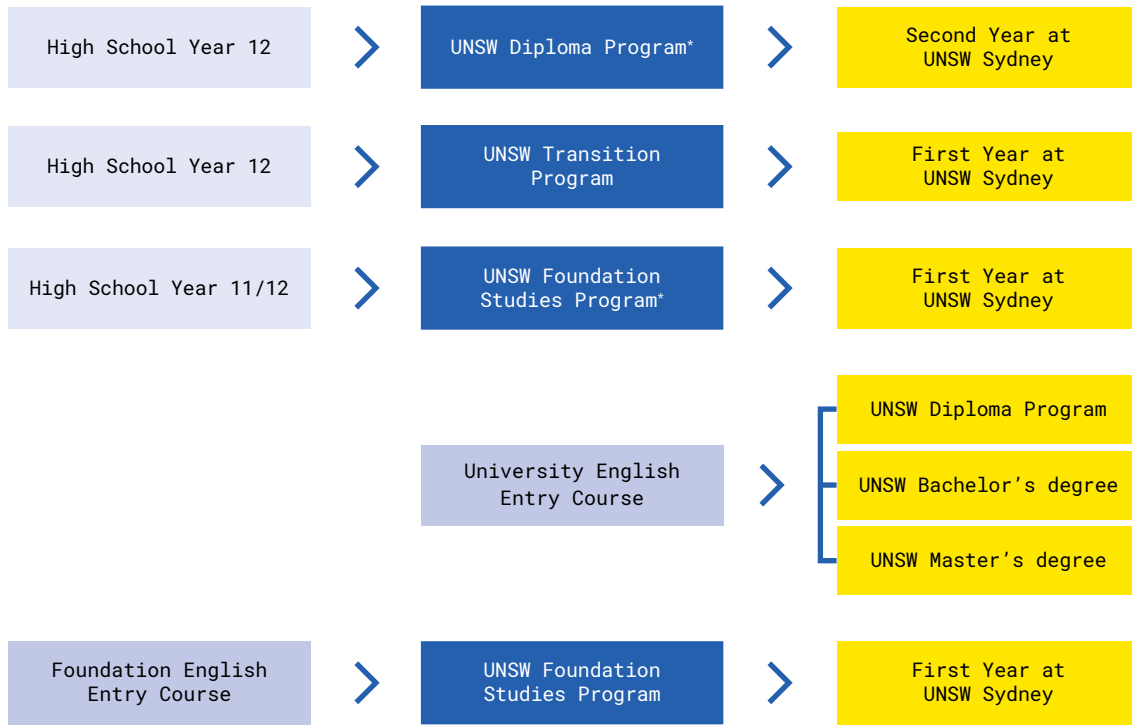 High School Year 12
UNSW Diploma Program*
Second Year at
UNSW Sydney
High School Year 12
UNSW Transition
Program
First Year at
UNSW Sydney
High School Year 11/12
UNSW Foundation
Studies Program*
First Year at
UNSW Sydney
University English
Entry Course
UNSW Diploma Program
UNSW Bachelor’s degree
UNSW Master’s degree
Foundation English
Entry Course
UNSW Foundation
Studies Program
First Year at
UNSW Sydney